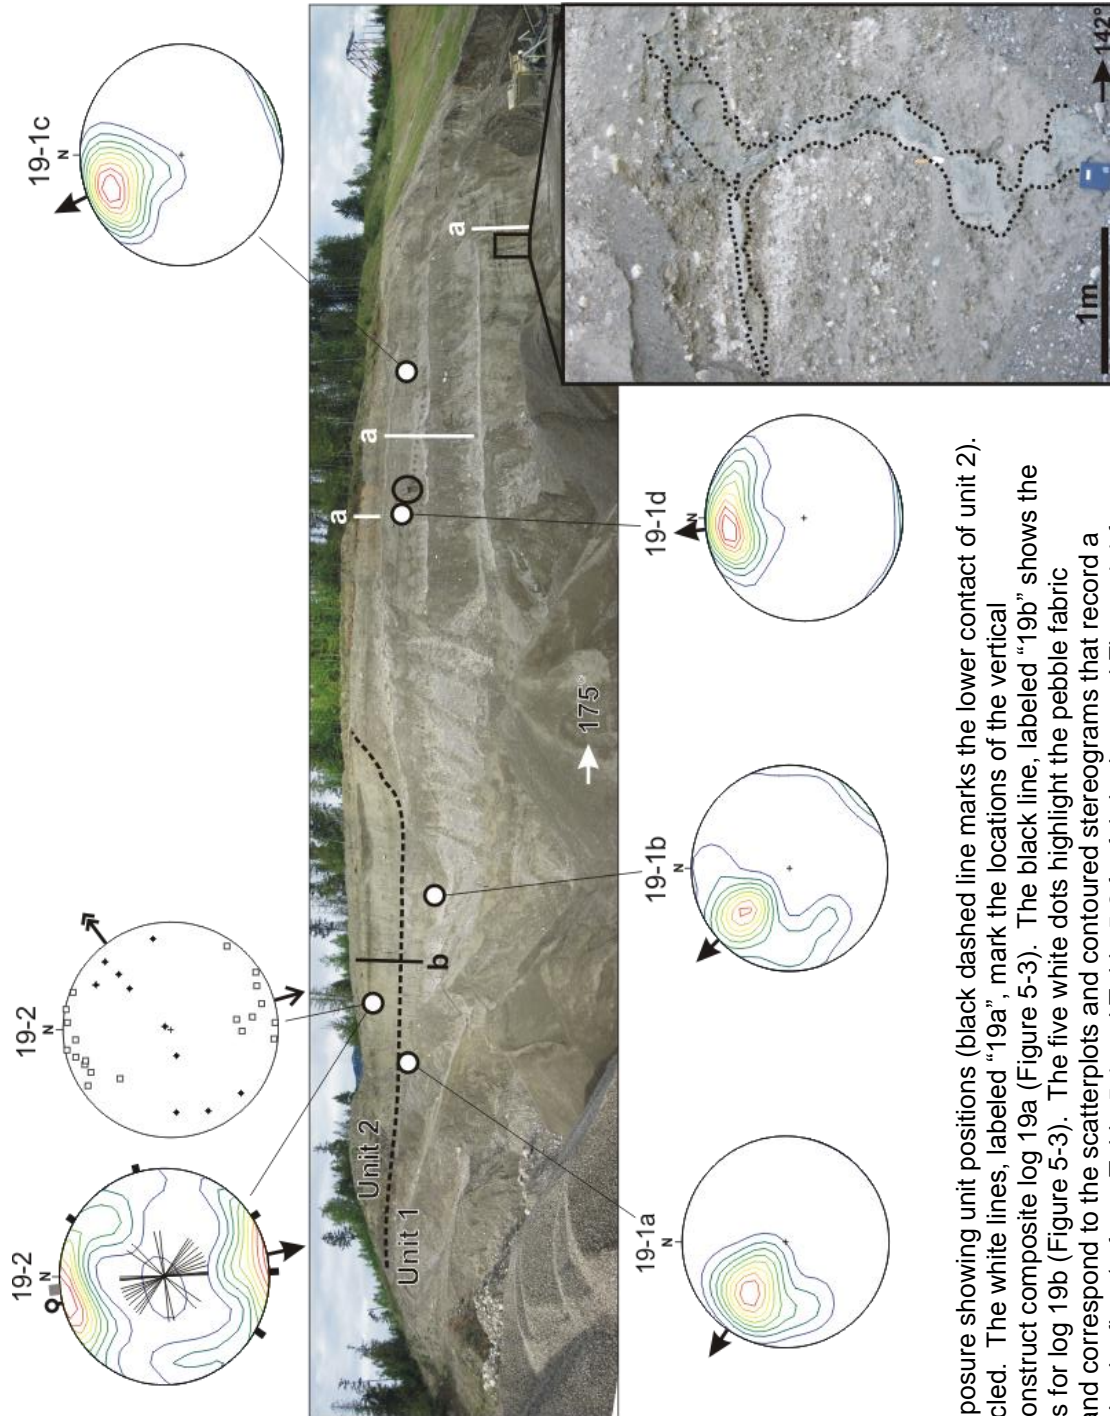 19-2
N
Q
19-2
N
19-1c
N
Unit 2
Unit 1
b
a
a
a
175°
1m
142°
19-1a
N
19-1b
N
19-1d
N
posure showing unit positions (black dashed line marks the lower contact of unit 2).
cled. The white lines, labeled “19a”, mark the locations of the vertical
onstruct composite log 19a (Figure 5-3). The black line, labeled “19b” shows the
s for log 19b (Figure 5-3). The five white dots highlight the pebble fabric
and correspond to the scatterplots and contoured stereograms that record a